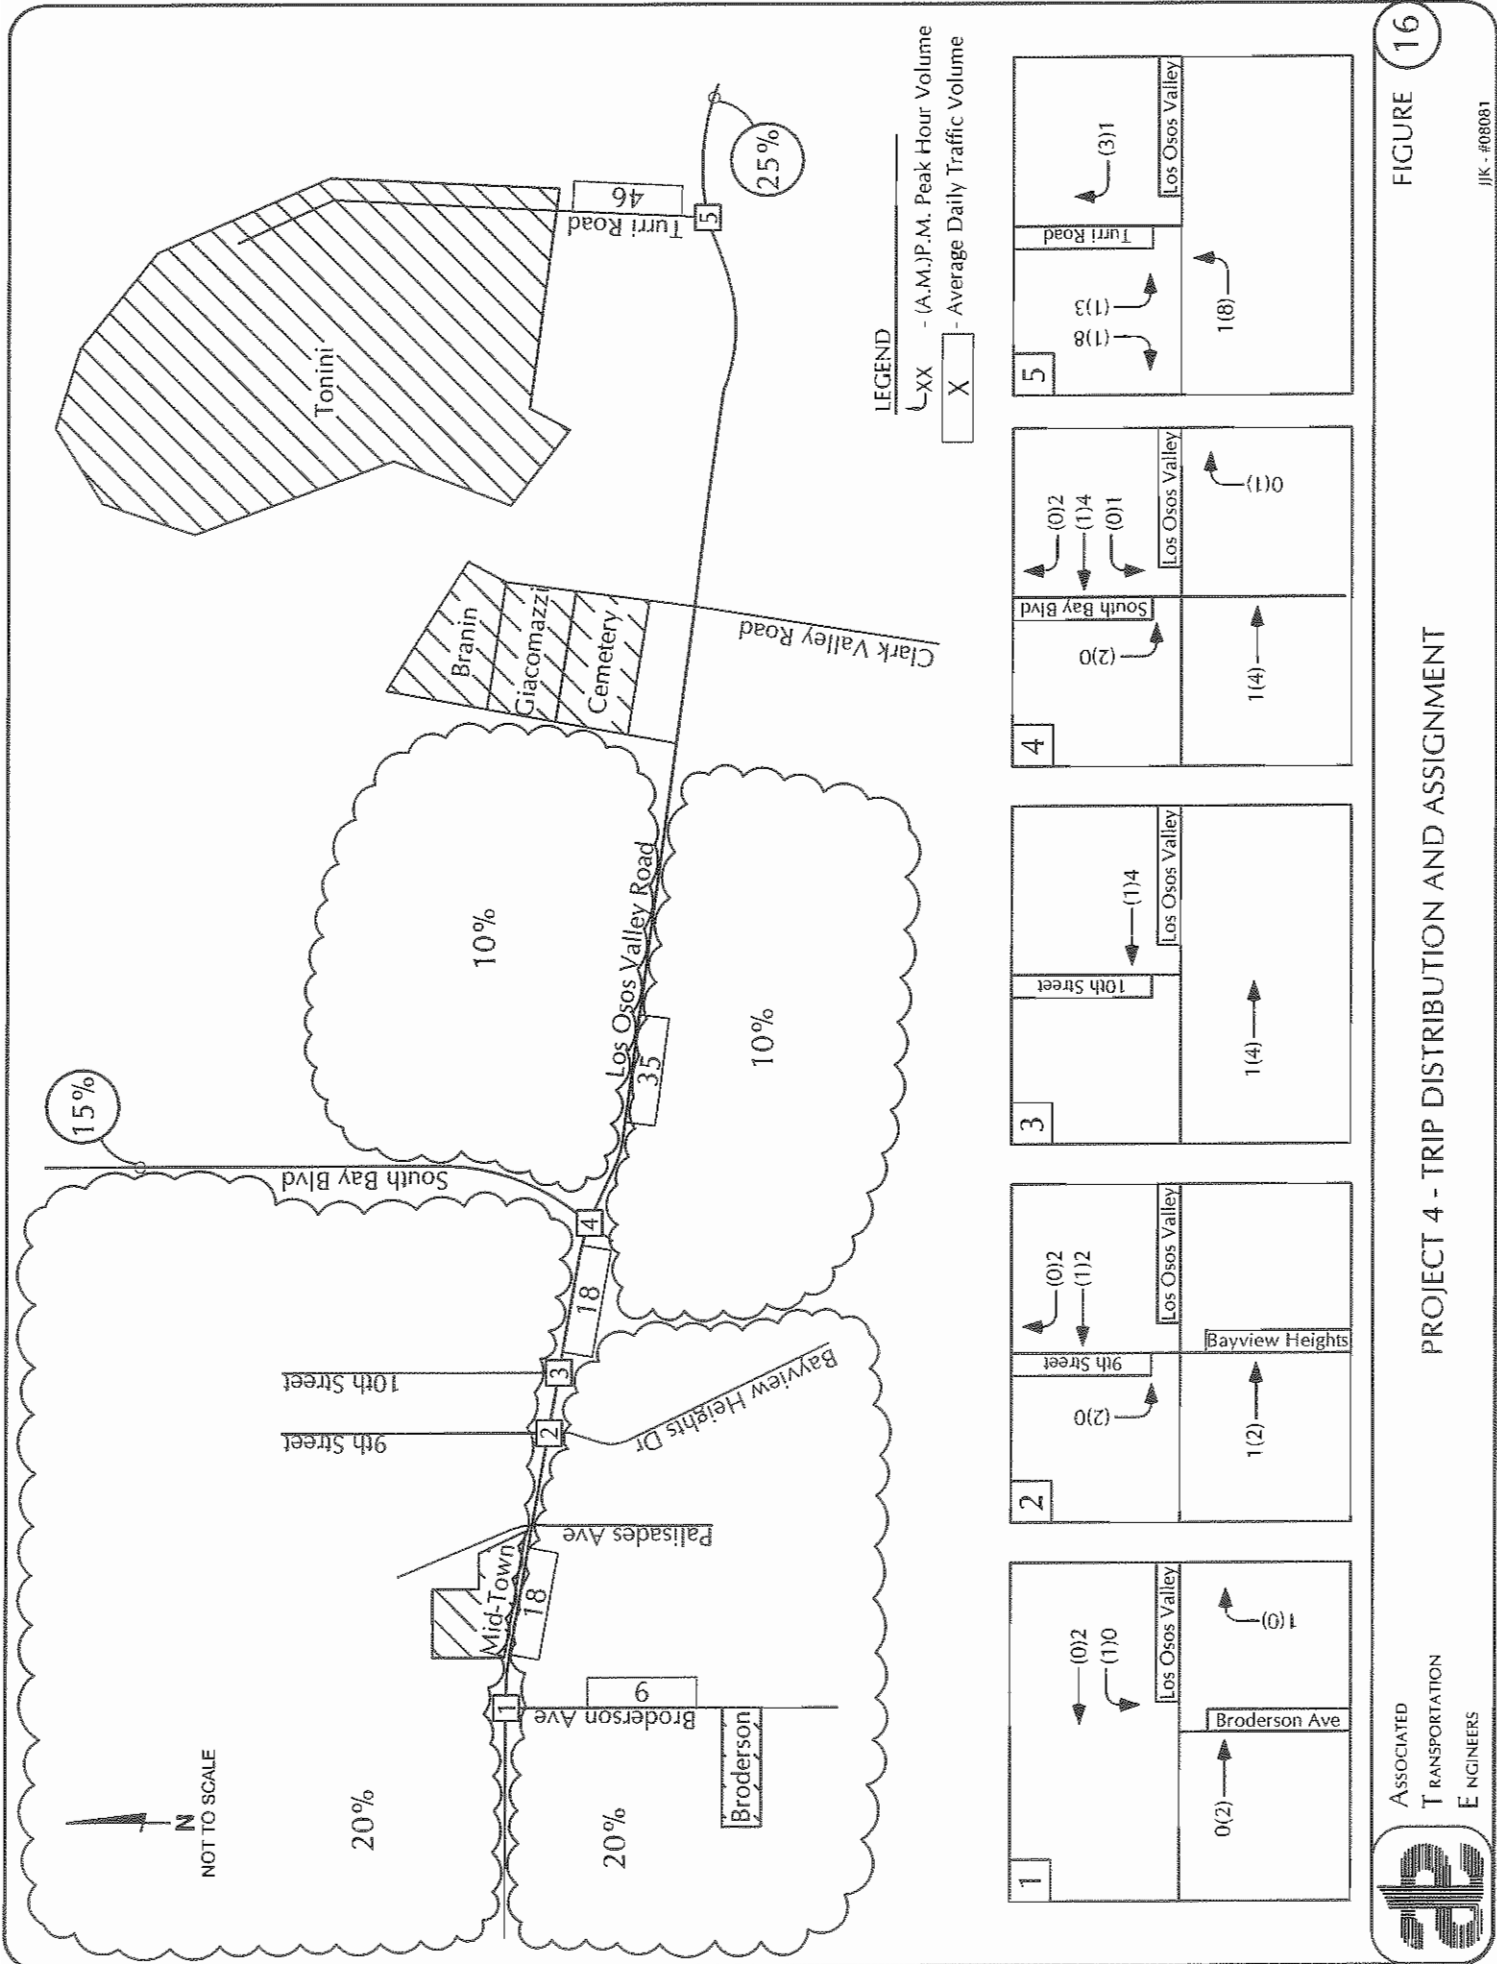 N
NOT TO SCALE
15%
20%
20%
10%
10%
25%
Tonini
Branin
Giacomazzi
Cemetery
Mid-Town
Broderson
South Bay Blvd
10th Street
9th Street
Palisades Ave
Bayview Heights Dr
Broderson Ave
Los Osos Valley Road
Clark Valley Road
Turri Road
1
2
3
4
5
9
18
18
35
46
LEGEND
XX - (A.M.)P.M. Peak Hour Volume
X - Average Daily Traffic Volume
1
(0)2
(1)0
Los Osos Valley
Broderson Ave
0(2)
1(0)
2
(0)2
(1)2
(2)0
9th Street
Los Osos Valley
Bayview Heights
1(2)
3
10th Street
(1)4
Los Osos Valley
1(4)
4
(0)2
(1)4
(0)1
(2)0
South Bay Blvd
Los Osos Valley
1(4)
0(1)
5
(1)8
(1)3
Turri Road
(3)1
Los Osos Valley
1(8)
ASSOCIATED
TRANSPORTATION
ENGINEERS
PROJECT 4 - TRIP DISTRIBUTION AND ASSIGNMENT
FIGURE 16
JJK - #08081